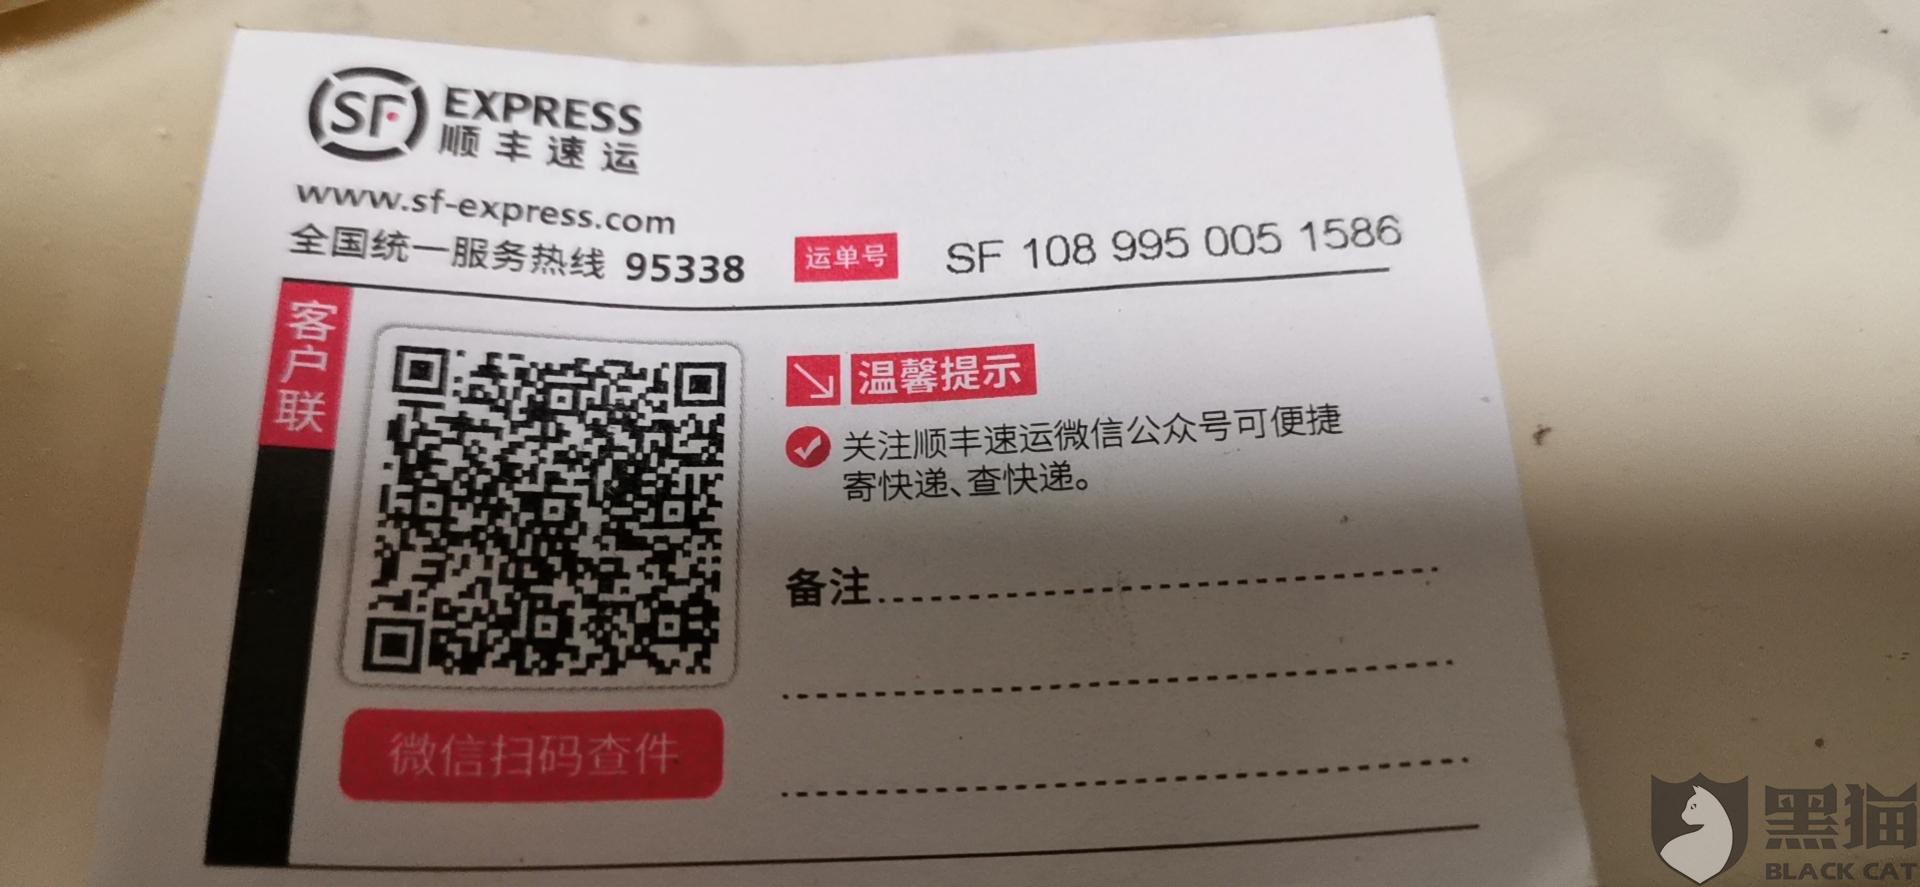 SF EXPRESS
顺丰速运
www.sf-express.com
全国统一服务热线 95338
运单号 SF 108 995 005 1586
客户联
温馨提示
关注顺丰速运微信公众号可便捷
寄快递、查快递。
备注
微信扫码查件
黑猫
BLACK CAT